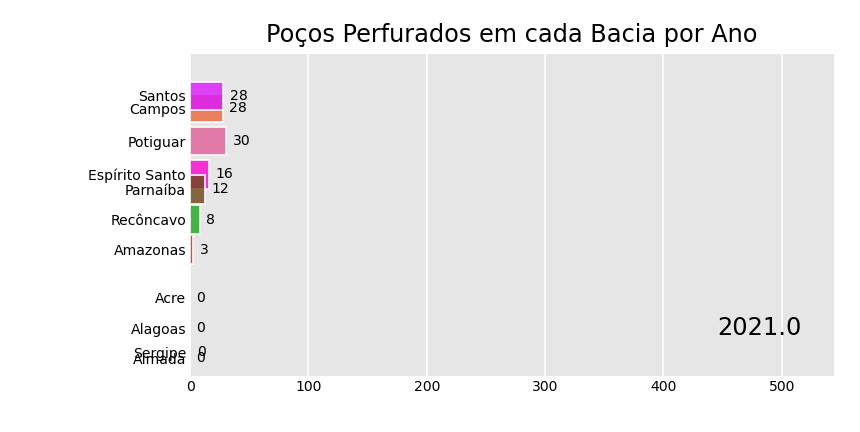 Poços Perfurados em cada Bacia por Ano
Santos 28
Campos 28
Potiguar 30
Espírito Santo 16
Parnaíba 12
Recôncavo 8
Amazonas 3
Acre 0
Alagoas 0
2021.0
Sergipe 0
Almada 0
0 100 200 300 400 500